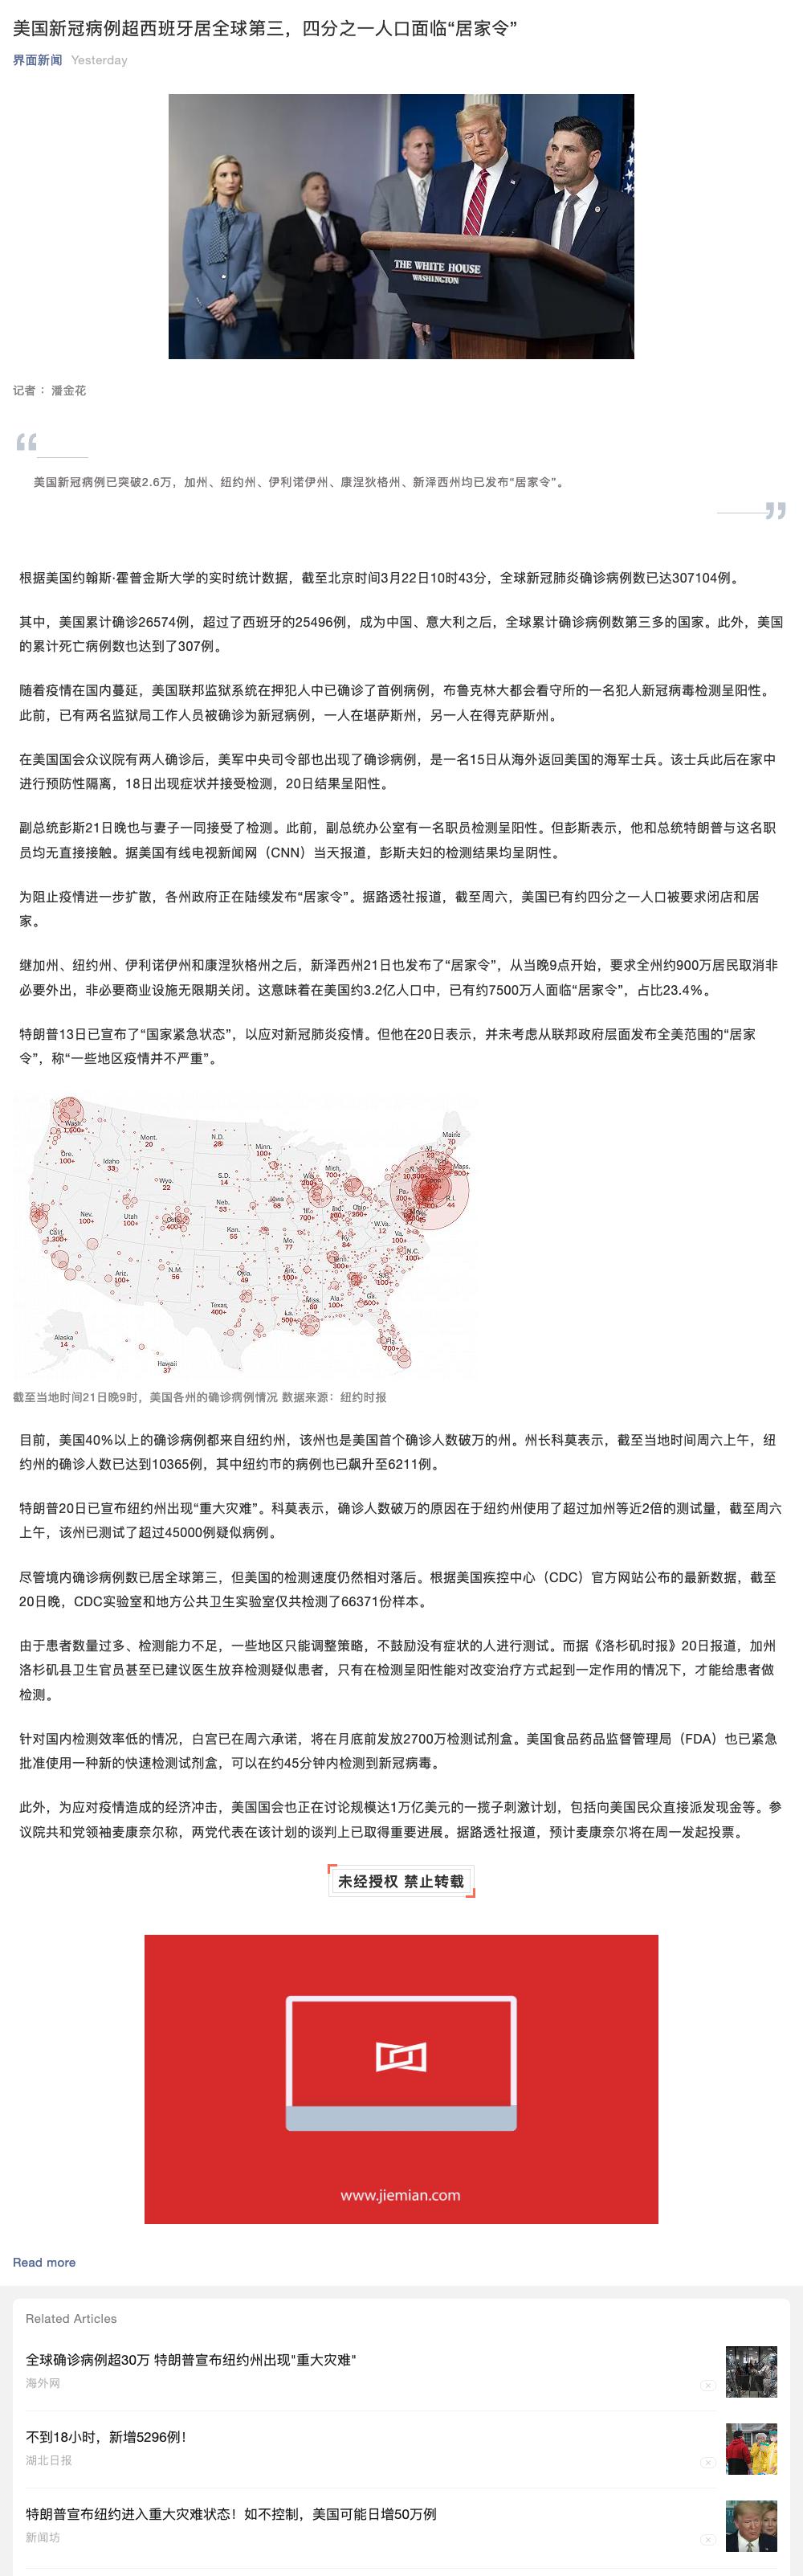 美国新冠病例超西班牙居全球第三，四分之一人口面临“居家令”
界面新闻 Yesterday
THE WHITE HOUSE
WASHINGTON
记者：潘金花
美国新冠病例已突破2.6万，加州、纽约州、伊利诺伊州、康涅狄格州、新泽西州均已发布“居家令”。
根据美国约翰斯·霍普金斯大学的实时统计数据，截至北京时间3月22日10时43分，全球新冠肺炎确诊病例数已达307104例。
其中，美国累计确诊26574例，超过了西班牙的25496例，成为中国、意大利之后，全球累计确诊病例数第三多的国家。此外，美国
的累计死亡病例数也达到了307例。
随着疫情在国内蔓延，美国联邦监狱系统在押犯人中已确诊了首例病例，布鲁克林大都会看守所的一名犯人新冠病毒检测呈阳性。
此前，已有两名监狱局工作人员被确诊为新冠病例，一人在堪萨斯州，另一人在得克萨斯州。
在美国国会众议院有两人确诊后，美军中央司令部也出现了确诊病例，是一名15日从海外返回美国的海军士兵。该士兵此后在家中
进行预防性隔离，18日出现症状并接受检测，20日结果呈阳性。
副总统彭斯21日晚也与妻子一同接受了检测。此前，副总统办公室有一名职员检测呈阳性。但彭斯表示，他和总统特朗普与这名职
员均无直接接触。据美国有线电视新闻网（CNN）当天报道，彭斯夫妇的检测结果均呈阴性。
为阻止疫情进一步扩散，各州政府正在陆续发布“居家令”。据路透社报道，截至周六，美国已有约四分之一人口被要求闭店和居
家。
继加州、纽约州、伊利诺伊州和康涅狄格州之后，新泽西州21日也发布了“居家令”，从当晚9点开始，要求全州约900万居民取消非
必要外出，非必要商业设施无限期关闭。这意味着在美国约3.2亿人口中，已有约7500万人面临“居家令”，占比23.4%。
特朗普13日已宣布了“国家紧急状态”，以应对新冠肺炎疫情。但他在20日表示，并未考虑从联邦政府层面发布全美范围的“居家
令”，称“一些地区疫情并不严重”。
Wash.
1,600+
Mont.
20
N.D.
28
Minn.
100+
Maine
70
Ore.
100+
Idaho
33
Wyo.
22
S.D.
14
Wis.
200+
Mich.
700+
Mass.
500+
R.I.
44
Nev.
100+
Utah
100+
Colo.
400+
Neb.
53
Iowa
68
Ill.
700+
Ind.
100+
Ohio
200+
Pa.
300+
Calif.
1,300+
Kan.
55
Mo.
77
Ky.
84
W.Va.
12
Va.
100+
N.C.
100+
Ariz.
100+
N.M.
56
Okla.
49
Ark.
100+
Tenn.
300+
S.C.
100+
Texas
400+
La.
500+
Miss.
80
Ala.
100+
Ga.
500+
Fla.
700+
Alaska
14
Hawaii
37
截至当地时间21日晚9时，美国各州的确诊病例情况 数据来源：纽约时报
目前，美国40%以上的确诊病例都来自纽约州，该州也是美国首个确诊人数破万的州。州长科莫表示，截至当地时间周六上午，纽
约州的确诊人数已达到10365例，其中纽约市的病例也已飙升至6211例。
特朗普20日已宣布纽约州出现“重大灾难”。科莫表示，确诊人数破万的原因在于纽约州使用了超过加州等近2倍的测试量，截至周六
上午，该州已测试了超过45000例疑似病例。
尽管境内确诊病例数已居全球第三，但美国的检测速度仍然相对落后。根据美国疾控中心（CDC）官方网站公布的最新数据，截至
20日晚，CDC实验室和地方公共卫生实验室仅共检测了66371份样本。
由于患者数量过多、检测能力不足，一些地区只能调整策略，不鼓励没有症状的人进行测试。而据《洛杉矶时报》20日报道，加州
洛杉矶县卫生官员甚至已建议医生放弃检测疑似患者，只有在检测呈阳性能对改变治疗方式起到一定作用的情况下，才能给患者做
检测。
针对国内检测效率低的情况，白宫已在周六承诺，将在月底前发放2700万检测试剂盒。美国食品药品监督管理局（FDA）也已紧急
批准使用一种新的快速检测试剂盒，可以在约45分钟内检测到新冠病毒。
此外，为应对疫情造成的经济冲击，美国国会也正在讨论规模达1万亿美元的一揽子刺激计划，包括向美国民众直接派发现金等。参
议院共和党领袖麦康奈尔称，两党代表在该计划的谈判上已取得重要进展。据路透社报道，预计麦康奈尔将在周一发起投票。
未经授权 禁止转载
www.jiemian.com
Read more
Related Articles
全球确诊病例超30万 特朗普宣布纽约州出现"重大灾难"
海外网
不到18小时，新增5296例！
湖北日报
特朗普宣布纽约进入重大灾难状态！如不控制，美国可能日增50万例
新闻坊